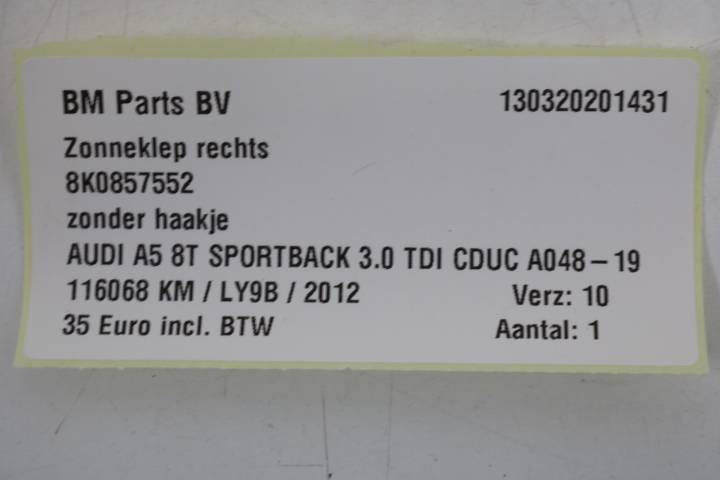 BM Parts BV 130320201431
Zonneklep rechts
8K0857552
zonder haakje
AUDI A5 8T SPORTBACK 3.0 TDI CDUC A048-19
116068 KM / LY9B / 2012 Verz: 10
35 Euro incl. BTW Aantal: 1